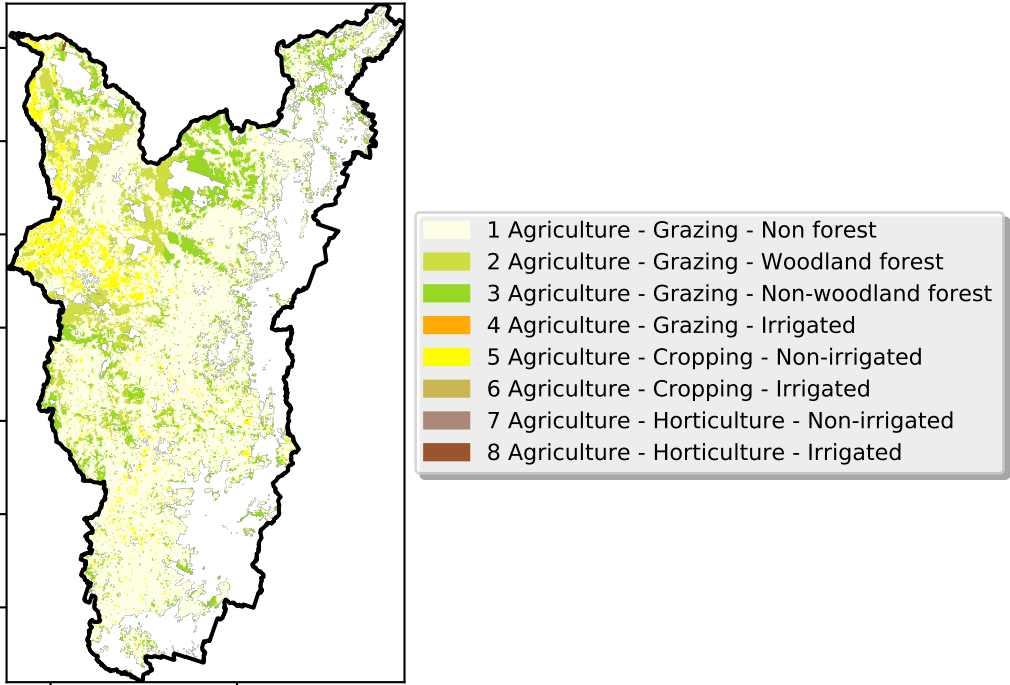 1 Agriculture - Grazing - Non forest
2 Agriculture - Grazing - Woodland forest
3 Agriculture - Grazing - Non-woodland forest
4 Agriculture - Grazing - Irrigated
5 Agriculture - Cropping - Non-irrigated
6 Agriculture - Cropping - Irrigated
7 Agriculture - Horticulture - Non-irrigated
8 Agriculture - Horticulture - Irrigated